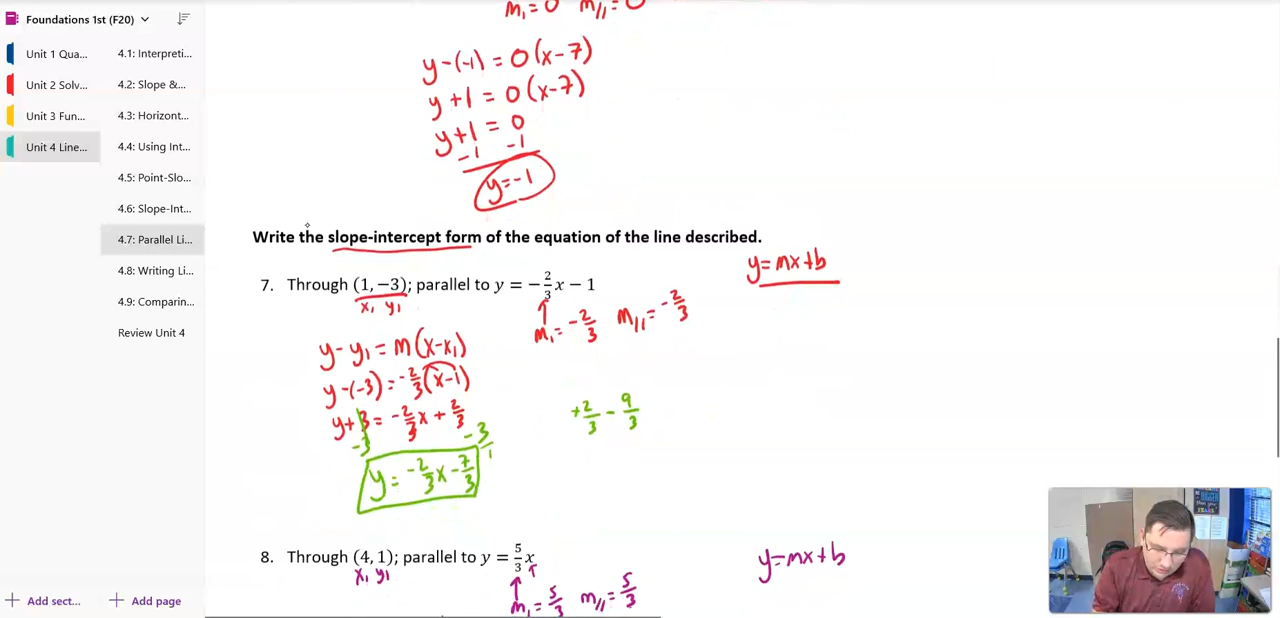 Foundations 1st (F20)
Unit 1 Qua...
Unit 2 Solv...
Unit 3 Fun...
Unit 4 Line...
4.1: Interpreti...
4.2: Slope &...
4.3: Horizont...
4.4: Using Int...
4.5: Point-Slo...
4.6: Slope-Int...
4.7: Parallel Li...
4.8: Writing Li...
4.9: Comparin...
Review Unit 4
+ Add sect...
+ Add page
m₁ = 0 m// = 0
y-(-1) = 0(x-7)
y+1 = 0(x-7)
y+1 = 0
-1 -1
y=-1
Write the slope-intercept form of the equation of the line described.
y=mx+b
7. Through (1, −3); parallel to y = −2/3x − 1
x₁ y₁
m₁ = -2/3 m// = -2/3
y-y₁ = m(x-x₁)
y-(-3) = -2/3(x-1)
y+3 = -2/3x + 2/3
-3 -3/1
+2/3 - 9/3
y = -2/3x - 7/3
8. Through (4, 1); parallel to y = 5/3x
x₁ y₁
m₁ = 5/3 m// = 5/3
y=mx+b